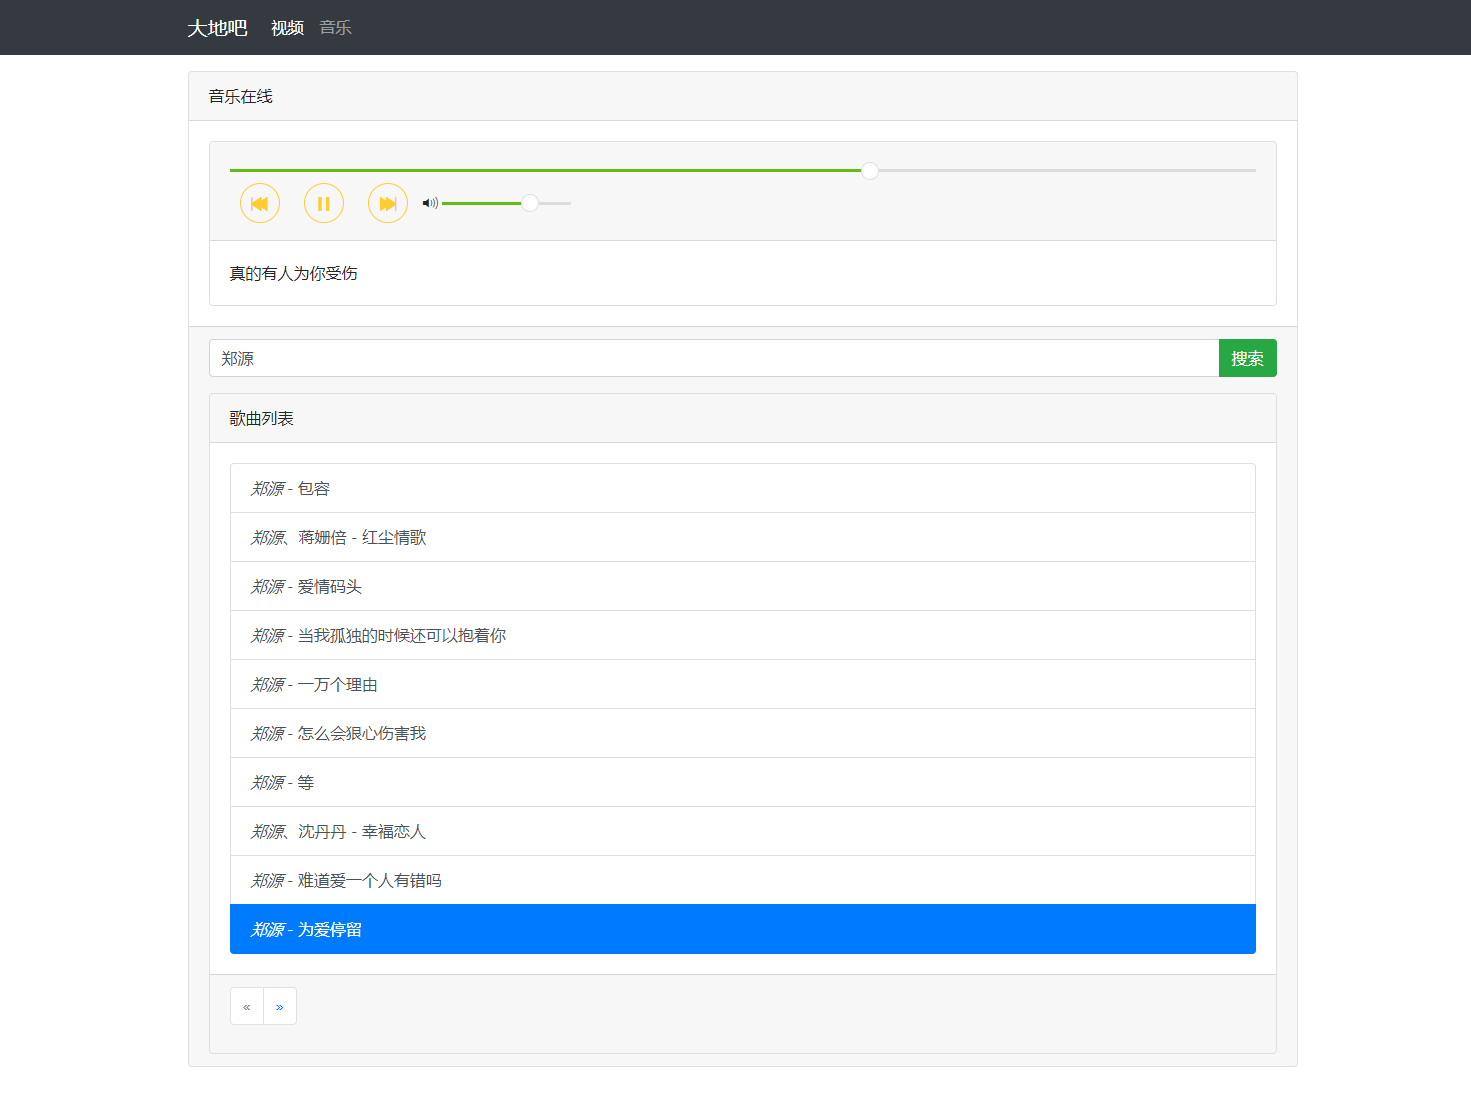 大地吧 视频 音乐
音乐在线
真的有人为你受伤
郑源 搜索
歌曲列表
郑源 - 包容
郑源、蒋姗倍 - 红尘情歌
郑源 - 爱情码头
郑源 - 当我孤独的时候还可以抱着你
郑源 - 一万个理由
郑源 - 怎么会狠心伤害我
郑源 - 等
郑源、沈丹丹 - 幸福恋人
郑源 - 难道爱一个人有错吗
郑源 - 为爱停留
« »